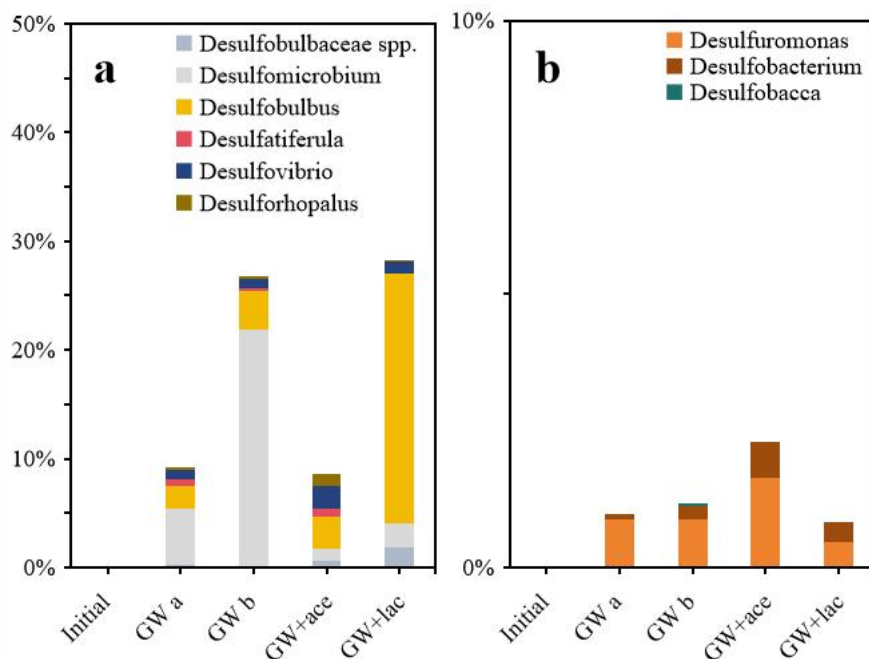 50%
40%
30%
20%
10%
0%
a
Desulfobulbaceae spp.
Desulfomicrobium
Desulfobulbus
Desulfatiferula
Desulfovibrio
Desulforhopalus
Initial
GW a
GW b
GW+ace
GW+lac
10%
0%
b
Desulfuromonas
Desulfobacterium
Desulfobacca
Initial
GW a
GW b
GW+ace
GW+lac